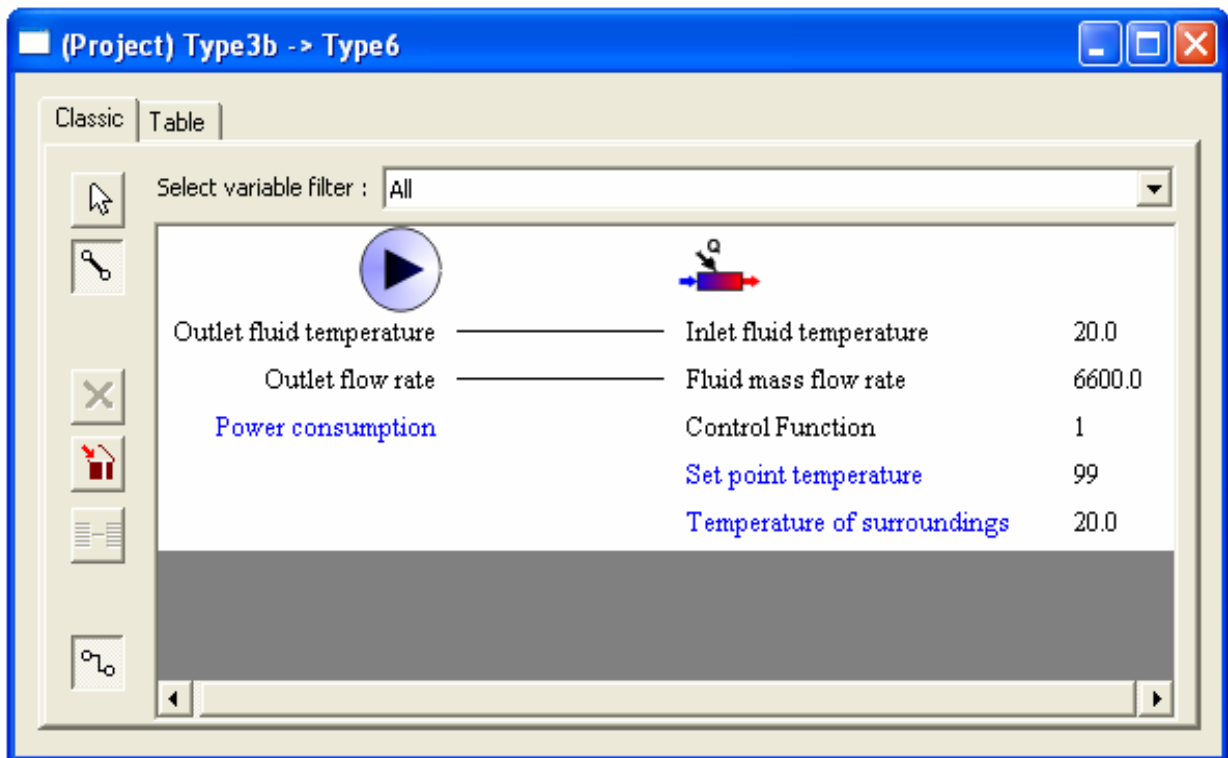 (Project) Type3b -> Type6
Classic Table
Select variable filter : All
Q
Outlet fluid temperature Inlet fluid temperature 20.0
Outlet flow rate Fluid mass flow rate 6600.0
Power consumption Control Function 1
Set point temperature 99
Temperature of surroundings 20.0